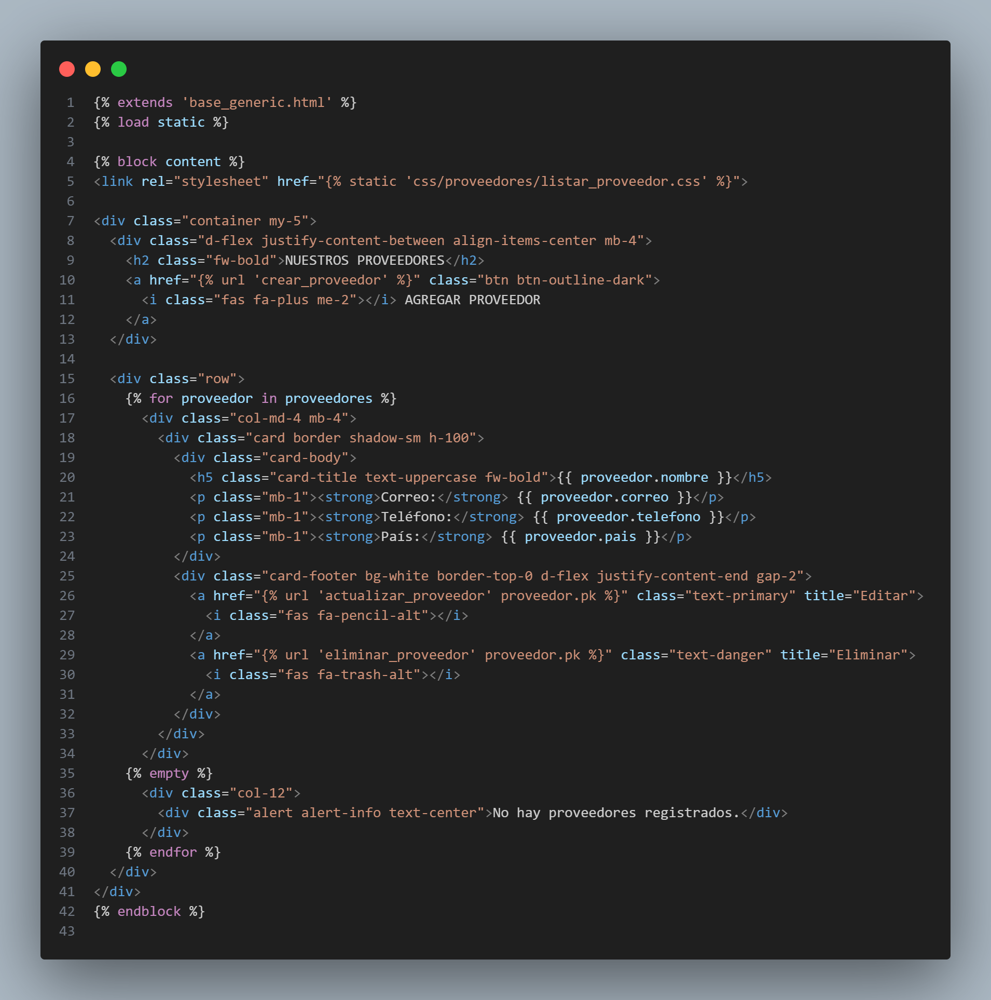 1 {% extends 'base_generic.html' %}
2 {% load static %}
3
4 {% block content %}
5 <link rel="stylesheet" href="{% static 'css/proveedores/listar_proveedor.css' %}">
6
7 <div class="container my-5">
8   <div class="d-flex justify-content-between align-items-center mb-4">
9     <h2 class="fw-bold">NUESTROS PROVEEDORES</h2>
10     <a href="{% url 'crear_proveedor' %}" class="btn btn-outline-dark">
11       <i class="fas fa-plus me-2"></i> AGREGAR PROVEEDOR
12     </a>
13   </div>
14
15   <div class="row">
16     {% for proveedor in proveedores %}
17       <div class="col-md-4 mb-4">
18         <div class="card border shadow-sm h-100">
19           <div class="card-body">
20             <h5 class="card-title text-uppercase fw-bold">{{ proveedor.nombre }}</h5>
21             <p class="mb-1"><strong>Correo:</strong> {{ proveedor.correo }}</p>
22             <p class="mb-1"><strong>Teléfono:</strong> {{ proveedor.telefono }}</p>
23             <p class="mb-1"><strong>País:</strong> {{ proveedor.pais }}</p>
24           </div>
25           <div class="card-footer bg-white border-top-0 d-flex justify-content-end gap-2">
26             <a href="{% url 'actualizar_proveedor' proveedor.pk %}" class="text-primary" title="Editar">
27               <i class="fas fa-pencil-alt"></i>
28             </a>
29             <a href="{% url 'eliminar_proveedor' proveedor.pk %}" class="text-danger" title="Eliminar">
30               <i class="fas fa-trash-alt"></i>
31             </a>
32           </div>
33         </div>
34       </div>
35     {% empty %}
36       <div class="col-12">
37         <div class="alert alert-info text-center">No hay proveedores registrados.</div>
38       </div>
39     {% endfor %}
40   </div>
41 </div>
42 {% endblock %}
43